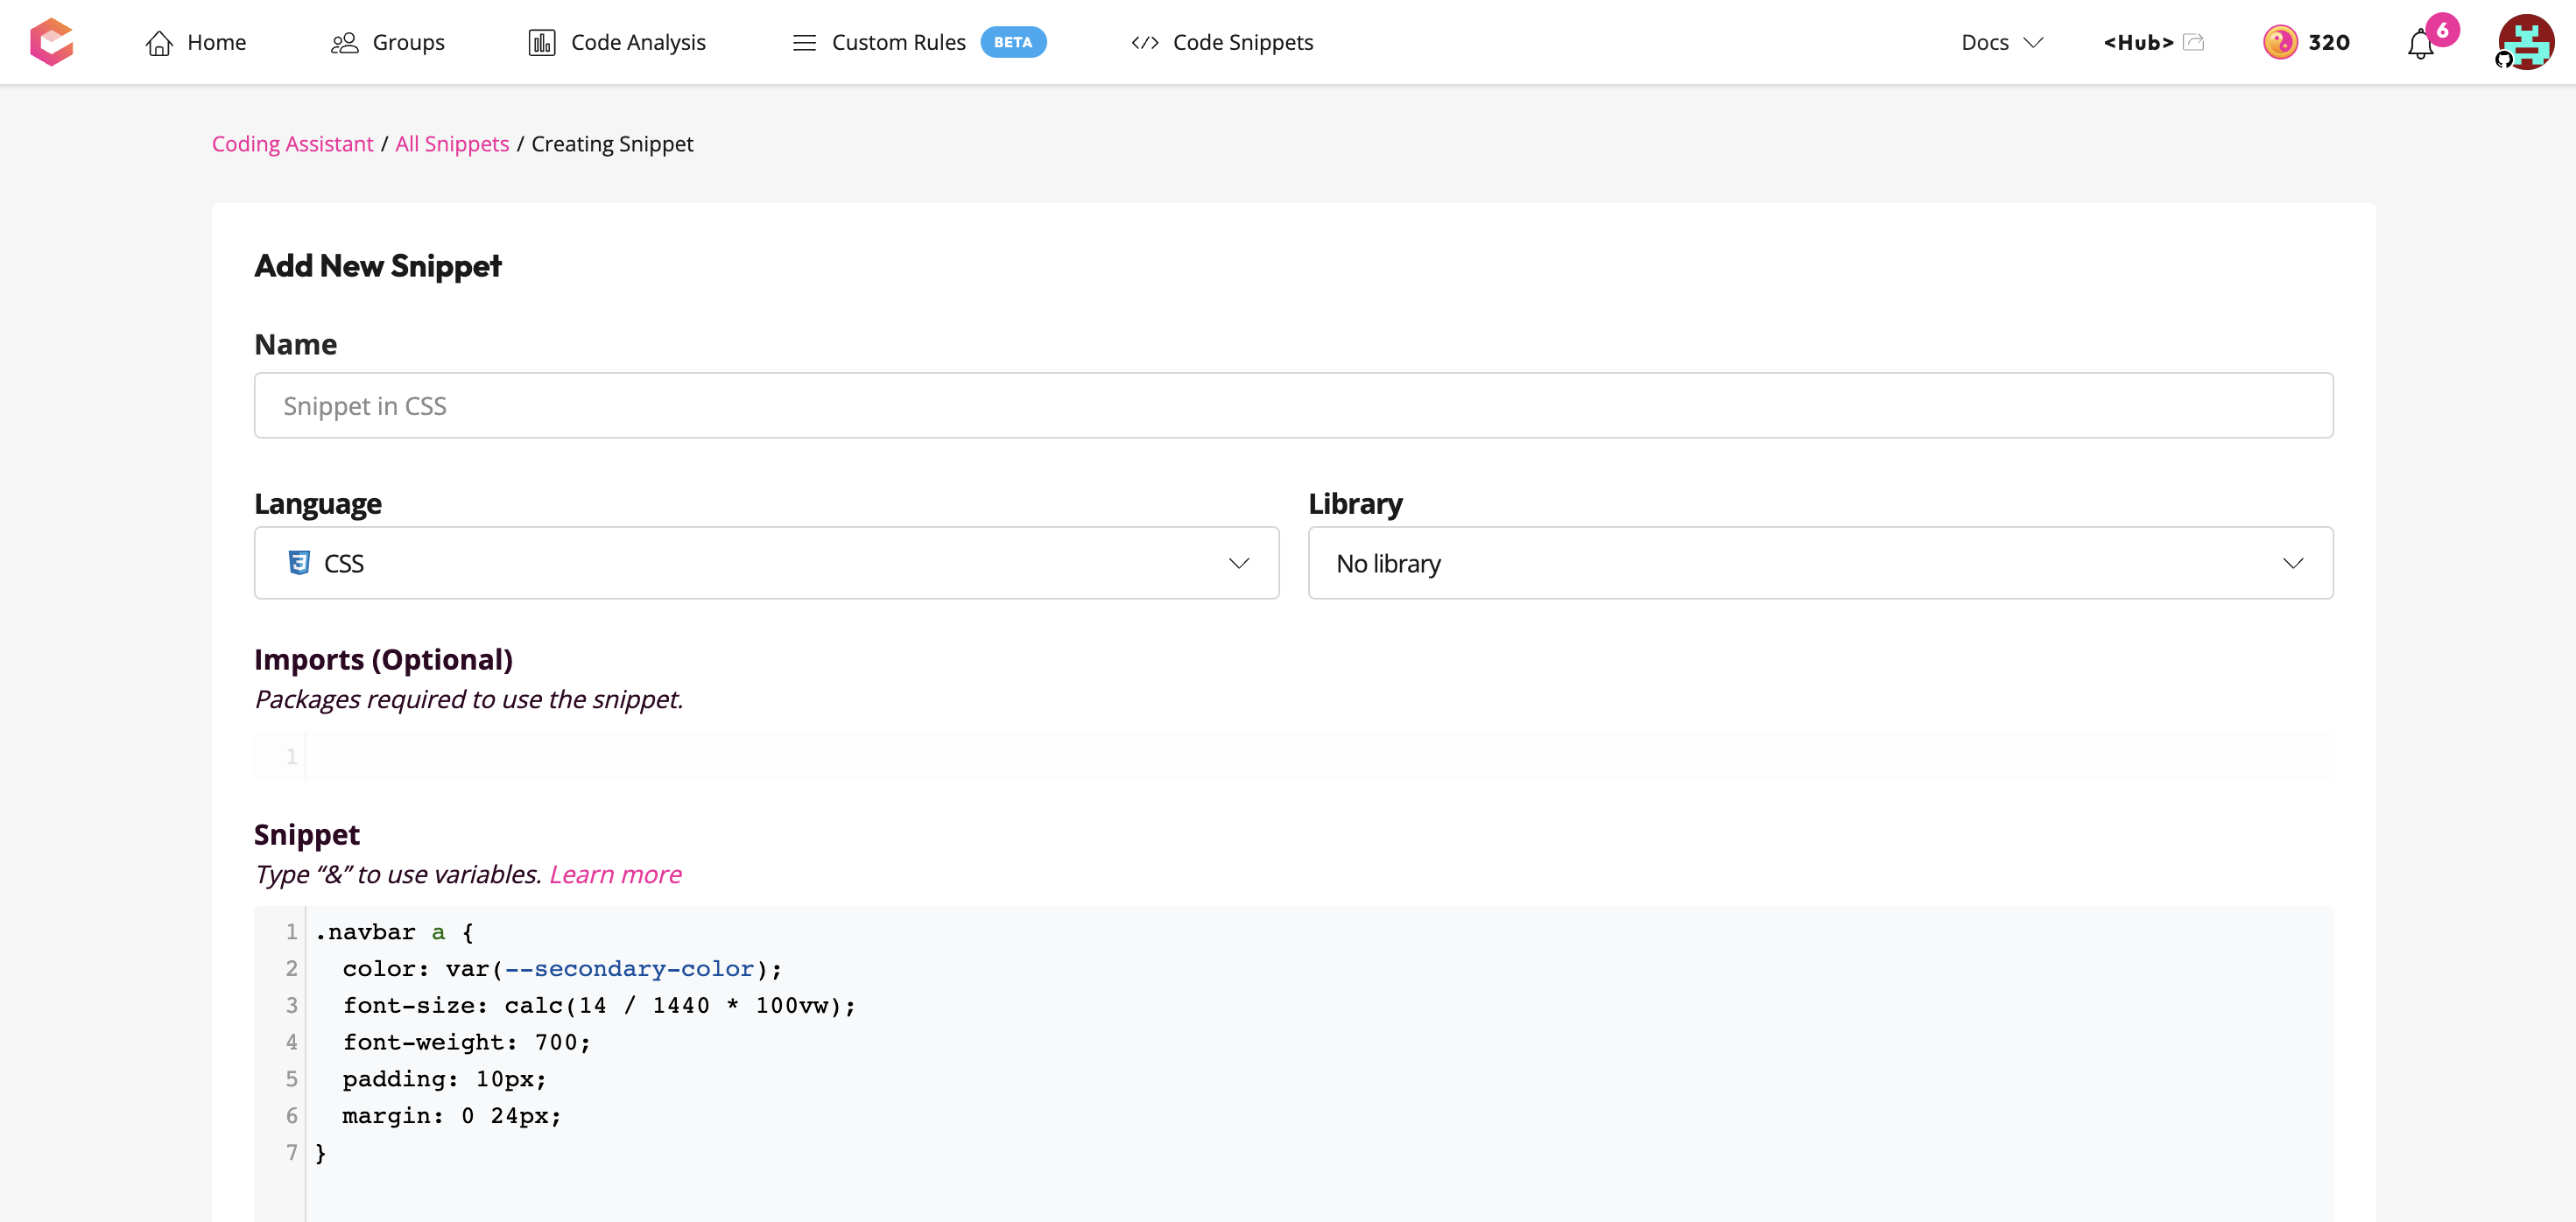 Home Groups Code Analysis Custom Rules BETA Code Snippets Docs <Hub> 320 6
Coding Assistant / All Snippets / Creating Snippet
Add New Snippet
Name
Snippet in CSS
Language Library
CSS No library
Imports (Optional)
Packages required to use the snippet.
1
Snippet
Type “&” to use variables. Learn more
1 .navbar a {
2 color: var(--secondary-color);
3 font-size: calc(14 / 1440 * 100vw);
4 font-weight: 700;
5 padding: 10px;
6 margin: 0 24px;
7 }